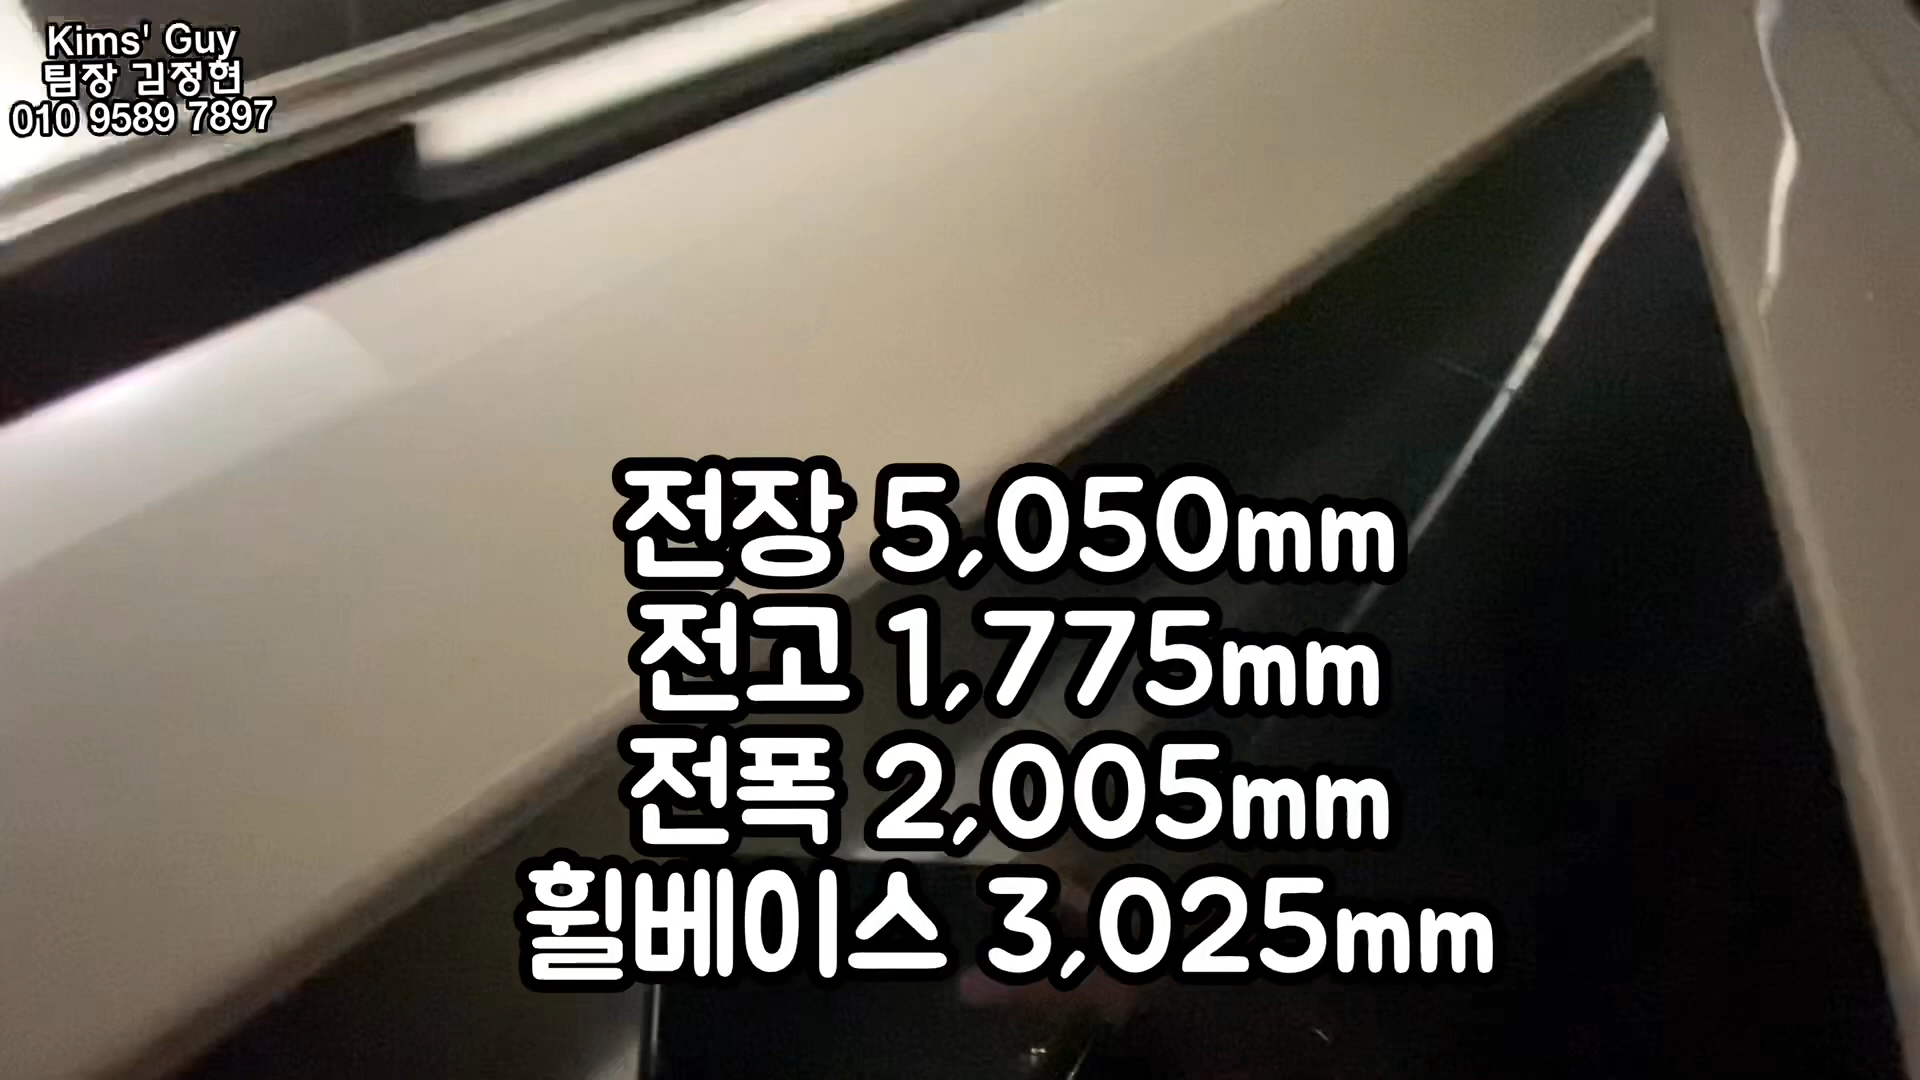 Kims' Guy
팀장 김정현
010 9589 7897
전장 5,050mm
전고 1,775mm
전폭 2,005mm
휠베이스 3,025mm